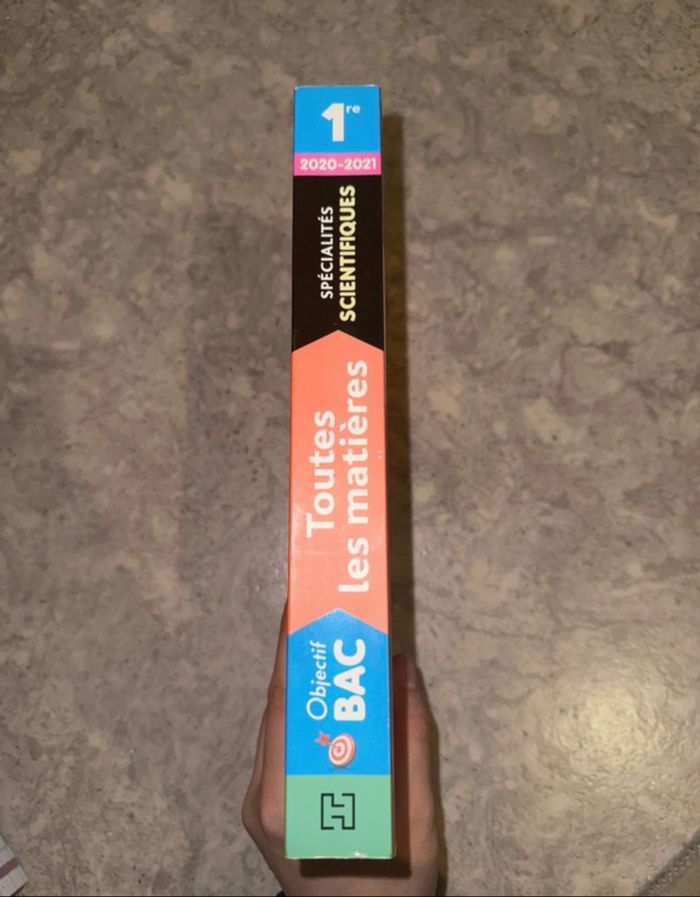 1re
2020-2021
SPÉCIALITÉS
SCIENTIFIQUES
Toutes
les matières
Objectif
BAC
H